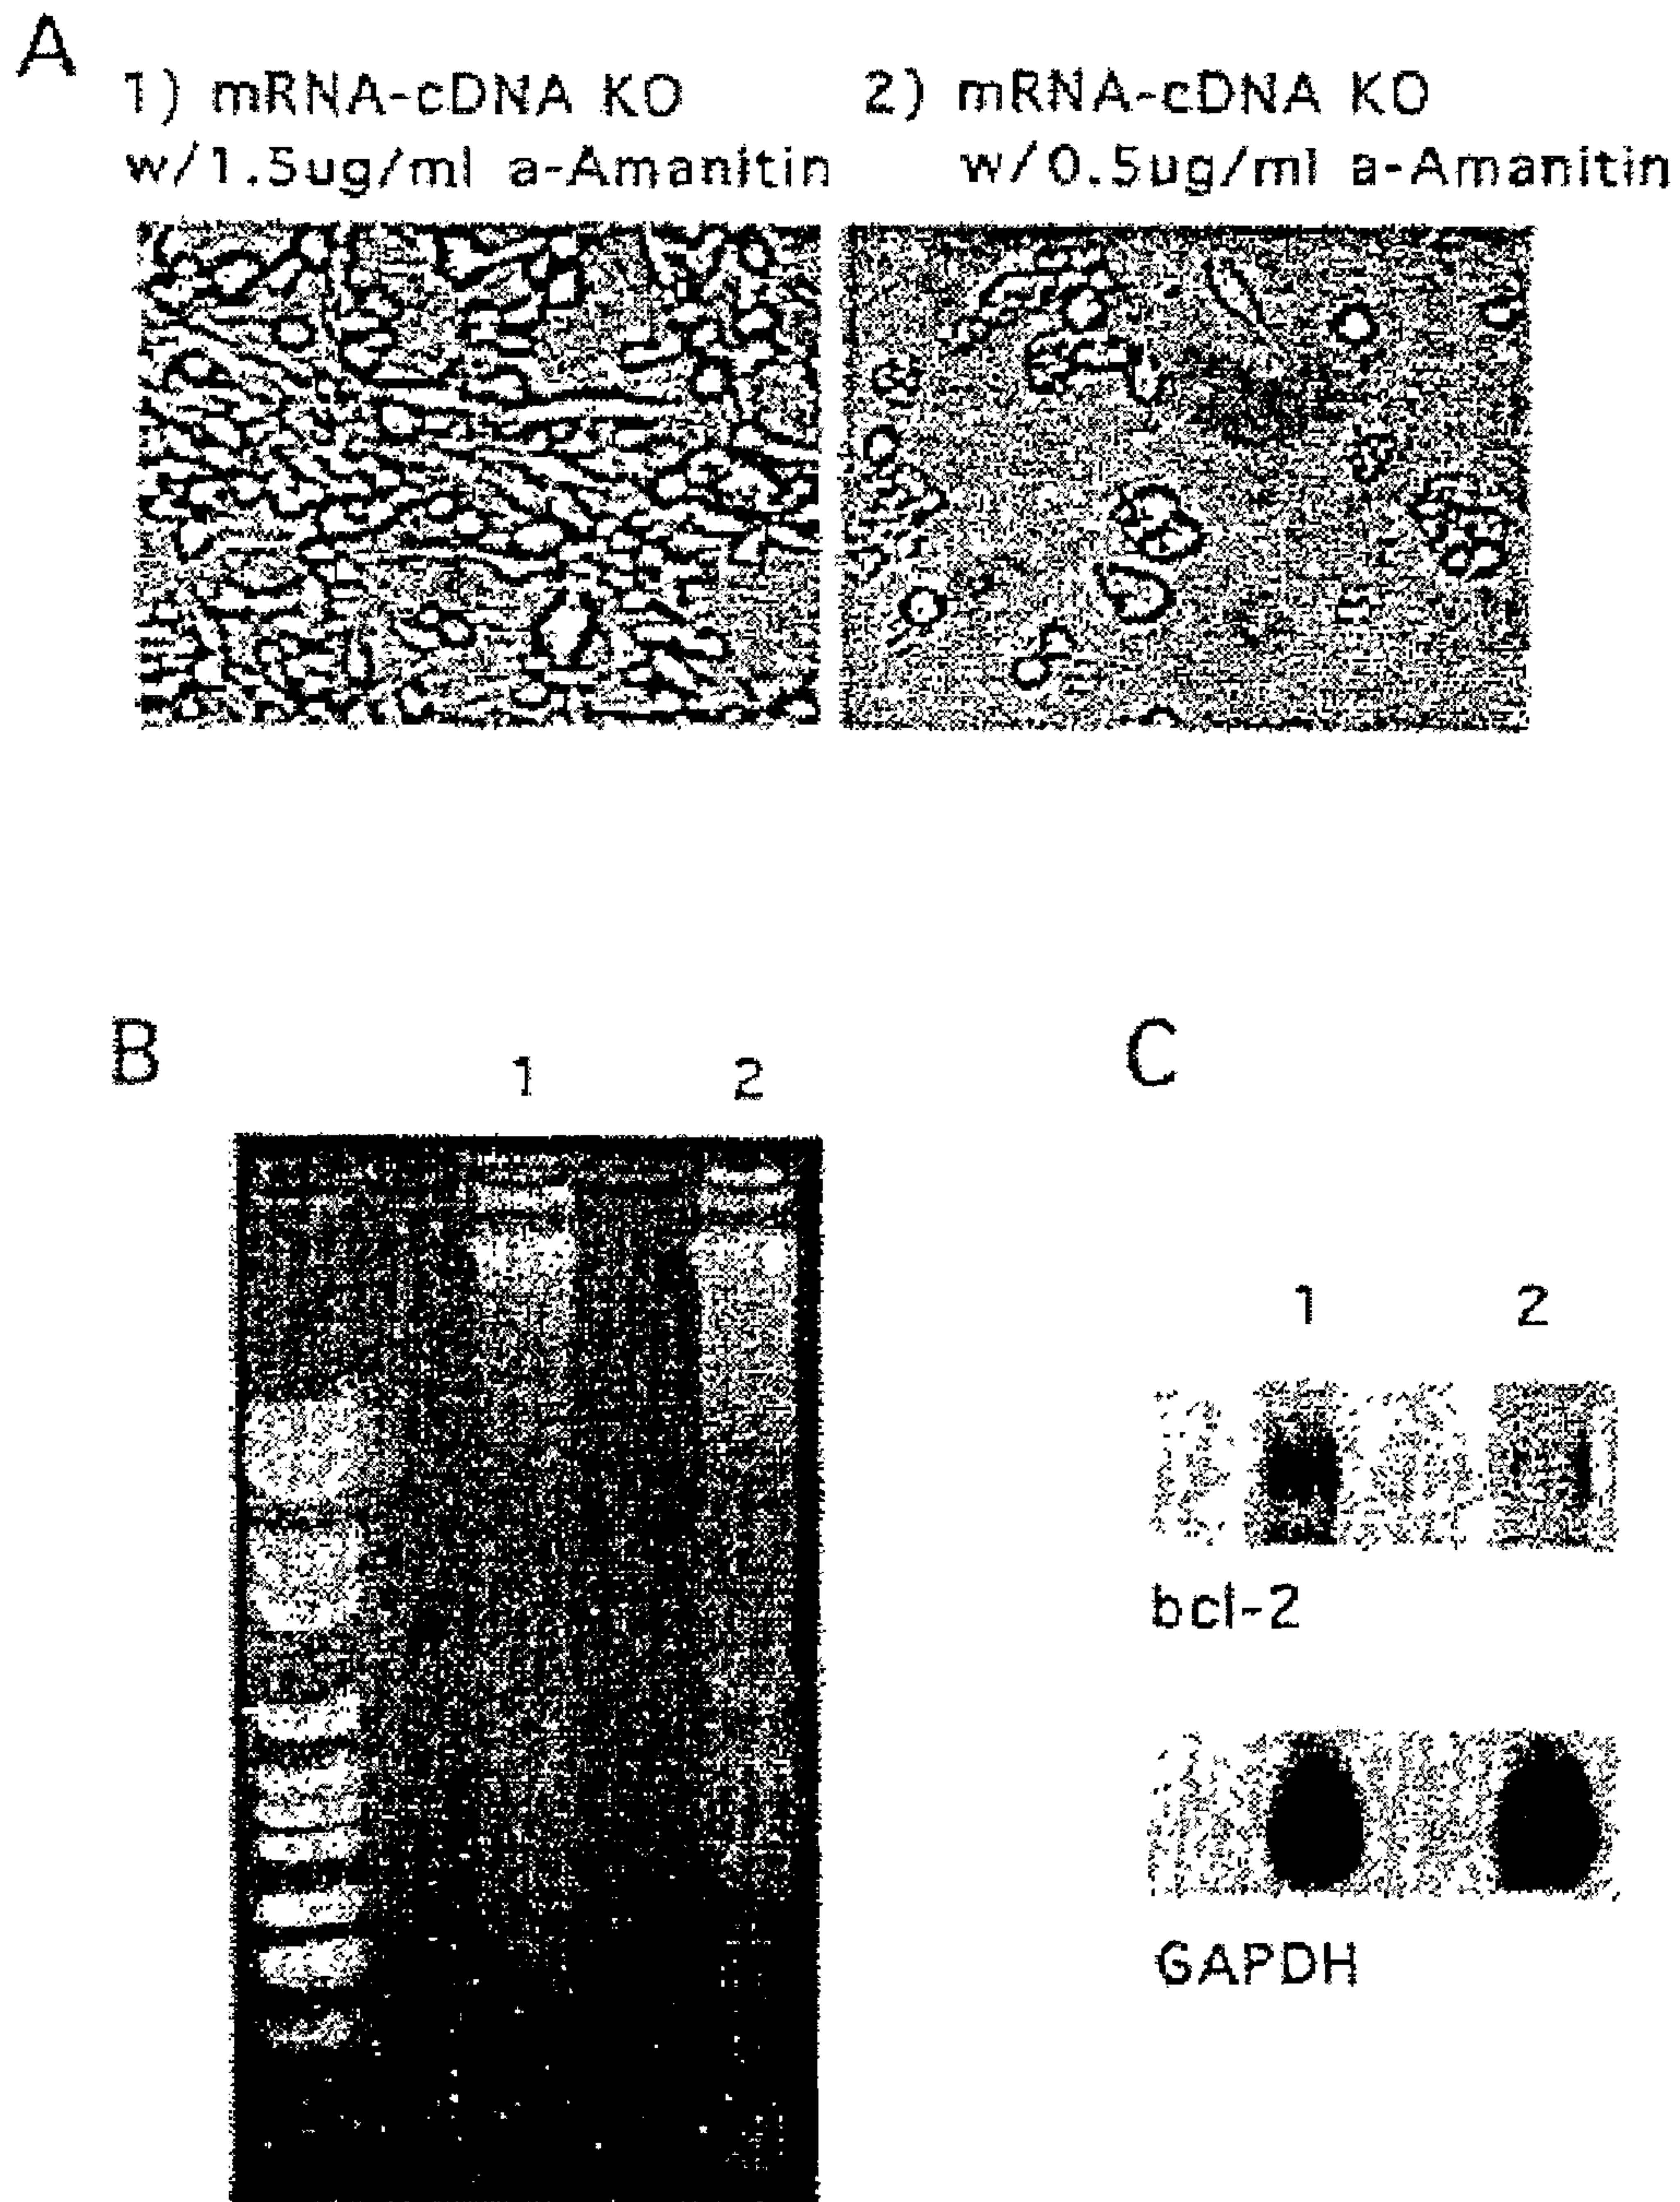 A
1) mRNA-cDNA KO
w/1.5ug/ml a-Amanitin
2) mRNA-cDNA KO
w/0.5ug/ml a-Amanitin
B
1 2
C
1 2
bcl-2
GAPDH